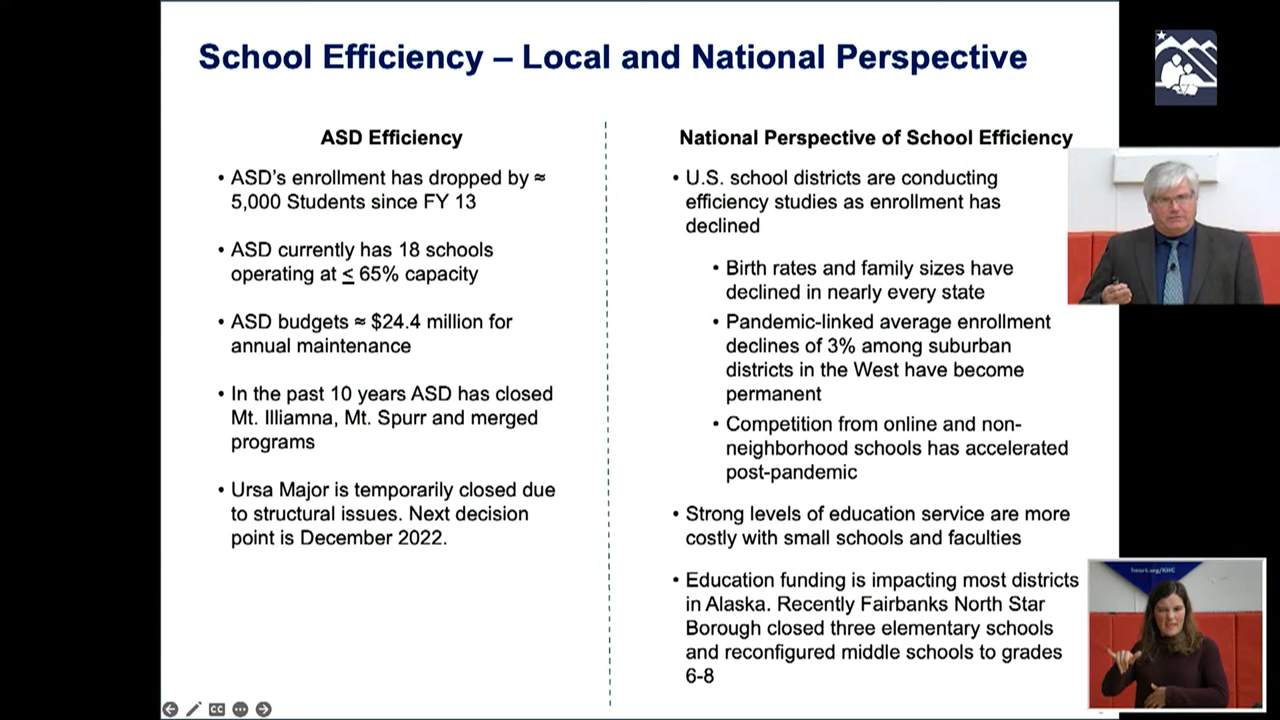 School Efficiency – Local and National Perspective
ASD Efficiency
• ASD's enrollment has dropped by ≈
5,000 Students since FY 13
• ASD currently has 18 schools
operating at < 65% capacity
• ASD budgets ≈ $24.4 million for
annual maintenance
• In the past 10 years ASD has closed
Mt. Illiamna, Mt. Spurr and merged
programs
• Ursa Major is temporarily closed due
to structural issues. Next decision
point is December 2022.
National Perspective of School Efficiency
• U.S. school districts are conducting
efficiency studies as enrollment has
declined
• Birth rates and family sizes have
declined in nearly every state
• Pandemic-linked average enrollment
declines of 3% among suburban
districts in the West have become
permanent
• Competition from online and non-
neighborhood schools has accelerated
post-pandemic
• Strong levels of education service are more
costly with small schools and faculties
• Education funding is impacting most districts
in Alaska. Recently Fairbanks North Star
Borough closed three elementary schools
and reconfigured middle schools to grades
6-8
heart.org/KHC
CC